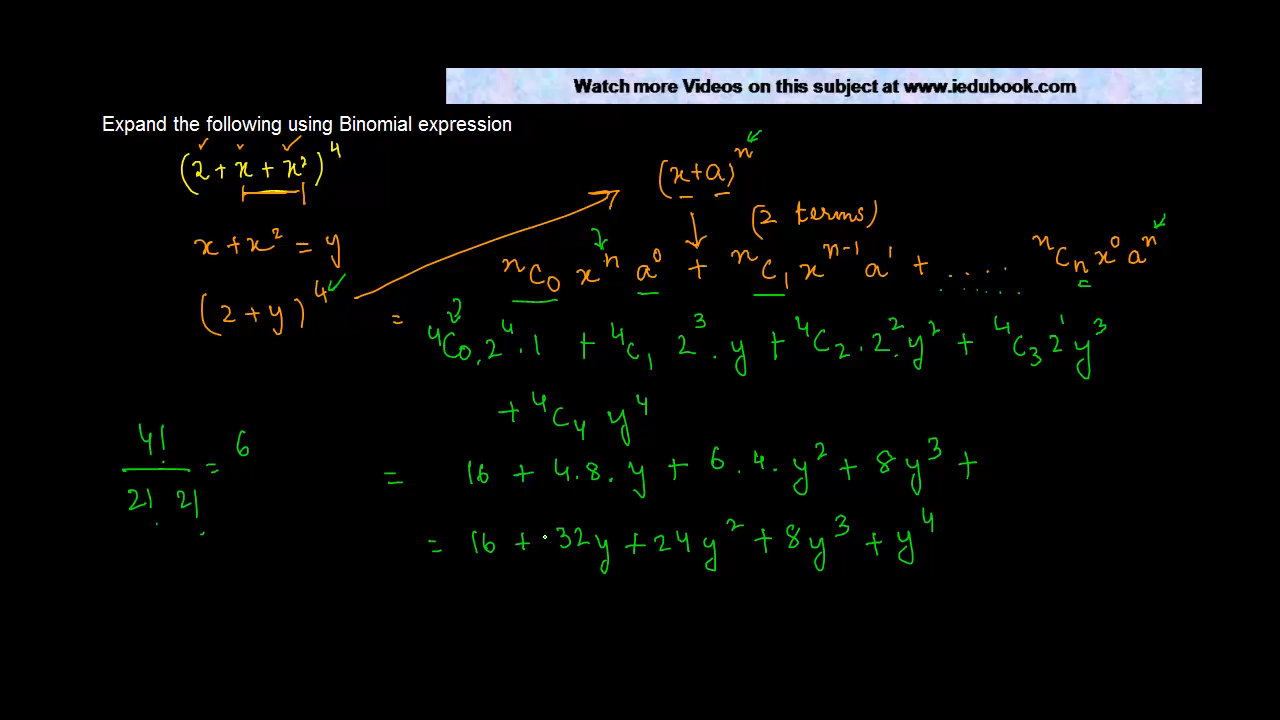 Watch more Videos on this subject at www.iedubook.com
Expand the following using Binomial expression
(2 + x + x²)⁴
(x+a)ⁿ
(2 terms)
x + x² = y
ⁿC₀ xⁿ a⁰ + ⁿC₁ xⁿ⁻¹ a¹ + ..... ⁿCₙ x⁰ aⁿ
(2 + y)⁴
= ⁴C₀. 2⁴. 1 + ⁴C₁ 2³. y + ⁴C₂. 2². y² + ⁴C₃ 2¹ y³
+ ⁴C₄ y⁴
4! / 2! 2! = 6
= 16 + 4.8. y + 6.4. y² + 8y³ +
= 16 + 32y + 24y² + 8y³ + y⁴